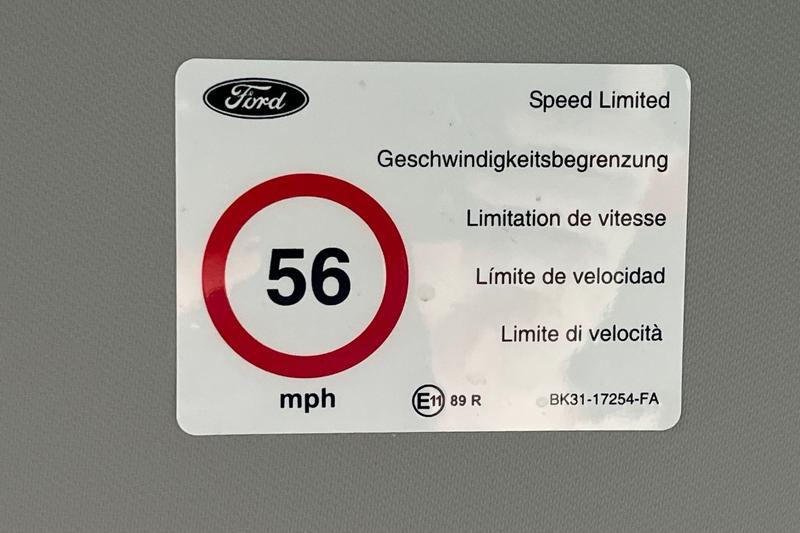 Ford
Speed Limited
Geschwindigkeitsbegrenzung
Limitation de vitesse
Límite de velocidad
Limite di velocità
56
mph
E11 89 R
BK31-17254-FA